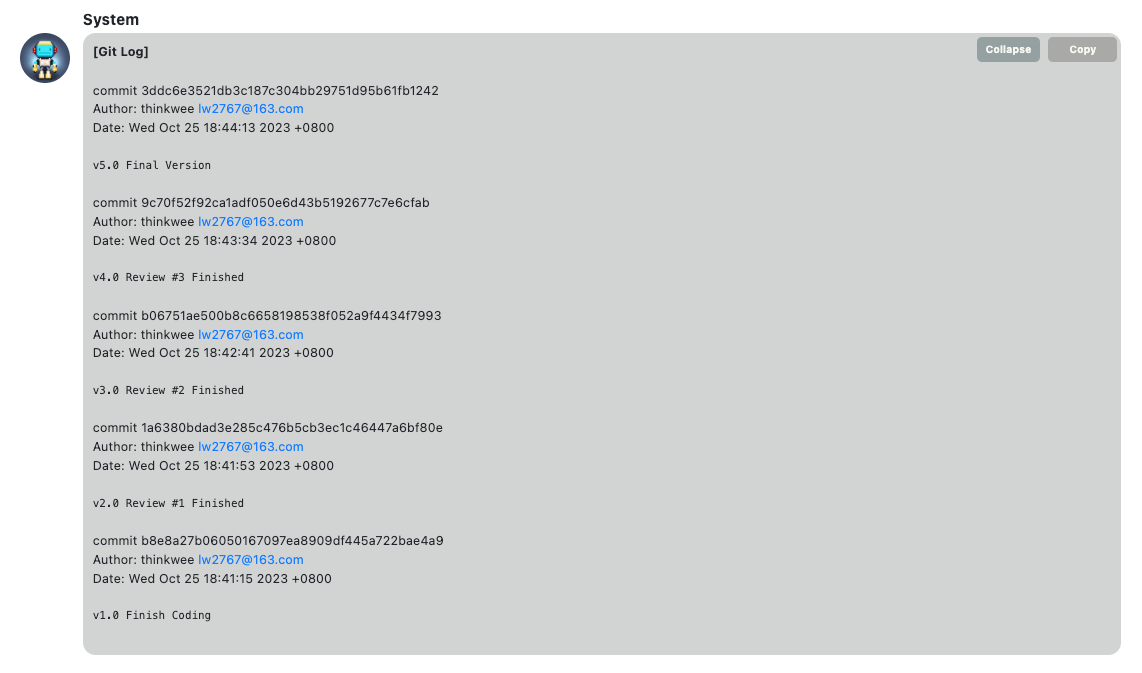 System
[Git Log]
Collapse
Copy
commit 3ddc6e3521db3c187c304bb29751d95b61fb1242
Author: thinkwee lw2767@163.com
Date: Wed Oct 25 18:44:13 2023 +0800
v5.0 Final Version
commit 9c70f52f92ca1adf050e6d43b5192677c7e6cfab
Author: thinkwee lw2767@163.com
Date: Wed Oct 25 18:43:34 2023 +0800
v4.0 Review #3 Finished
commit b06751ae500b8c6658198538f052a9f4434f7993
Author: thinkwee lw2767@163.com
Date: Wed Oct 25 18:42:41 2023 +0800
v3.0 Review #2 Finished
commit 1a6380bdad3e285c476b5cb3ec1c46447a6bf80e
Author: thinkwee lw2767@163.com
Date: Wed Oct 25 18:41:53 2023 +0800
v2.0 Review #1 Finished
commit b8e8a27b06050167097ea8909df445a722bae4a9
Author: thinkwee lw2767@163.com
Date: Wed Oct 25 18:41:15 2023 +0800
v1.0 Finish Coding